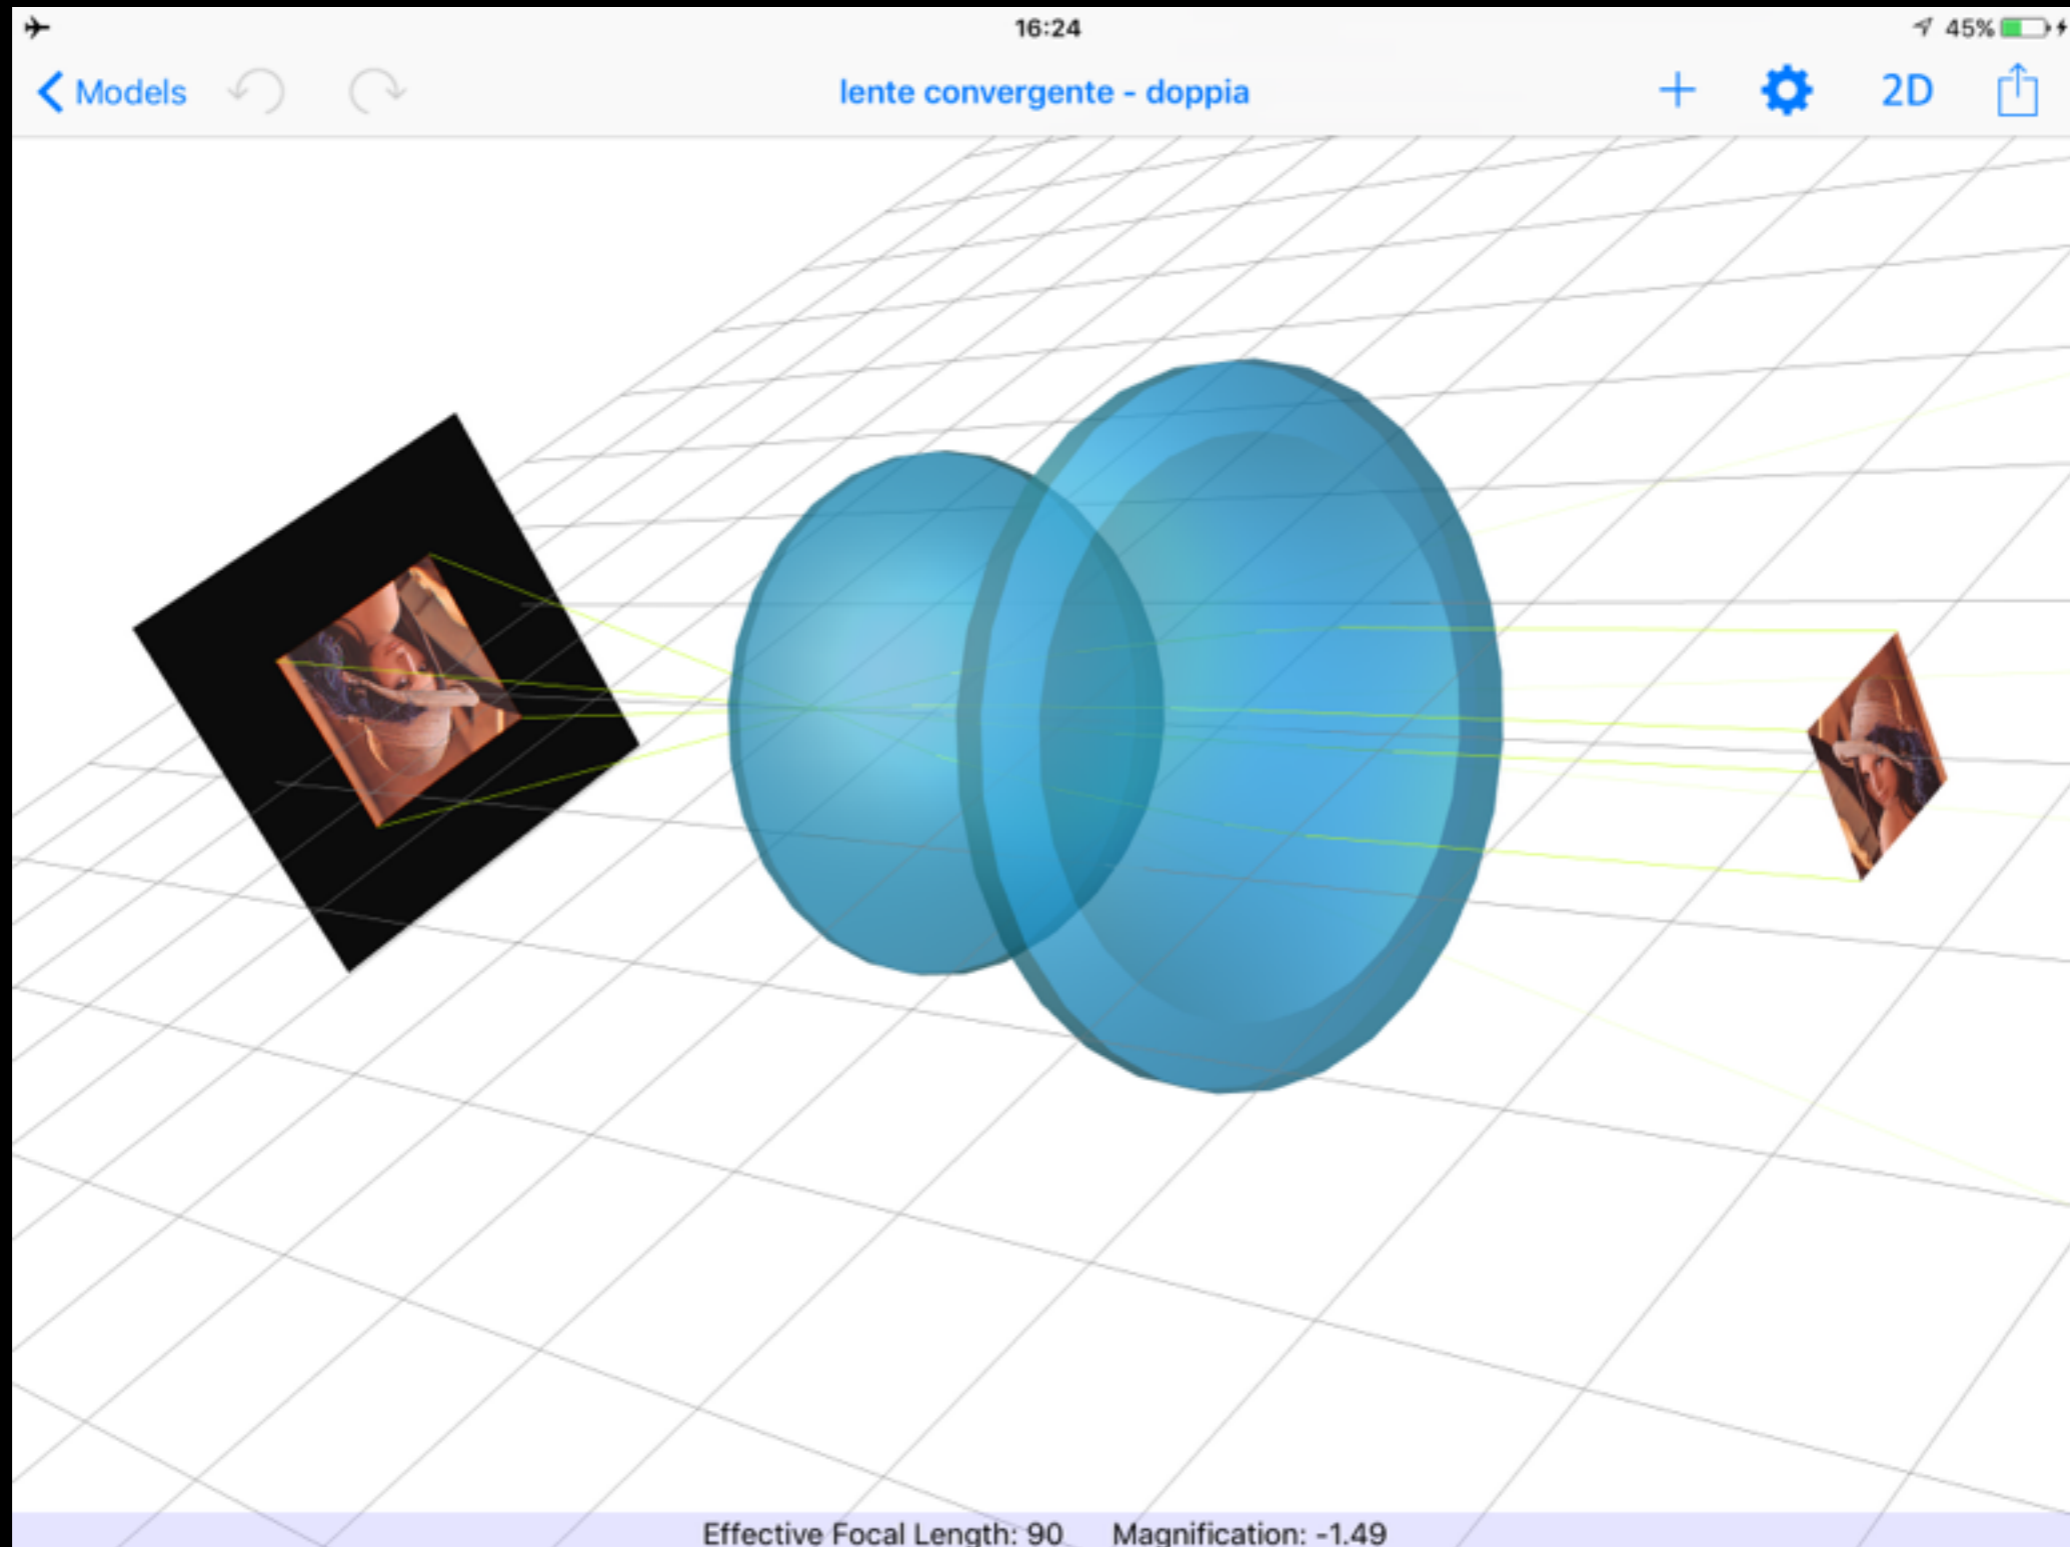 16:24
45%
Models
lente convergente - doppia
2D
Effective Focal Length: 90 Magnification: -1.49